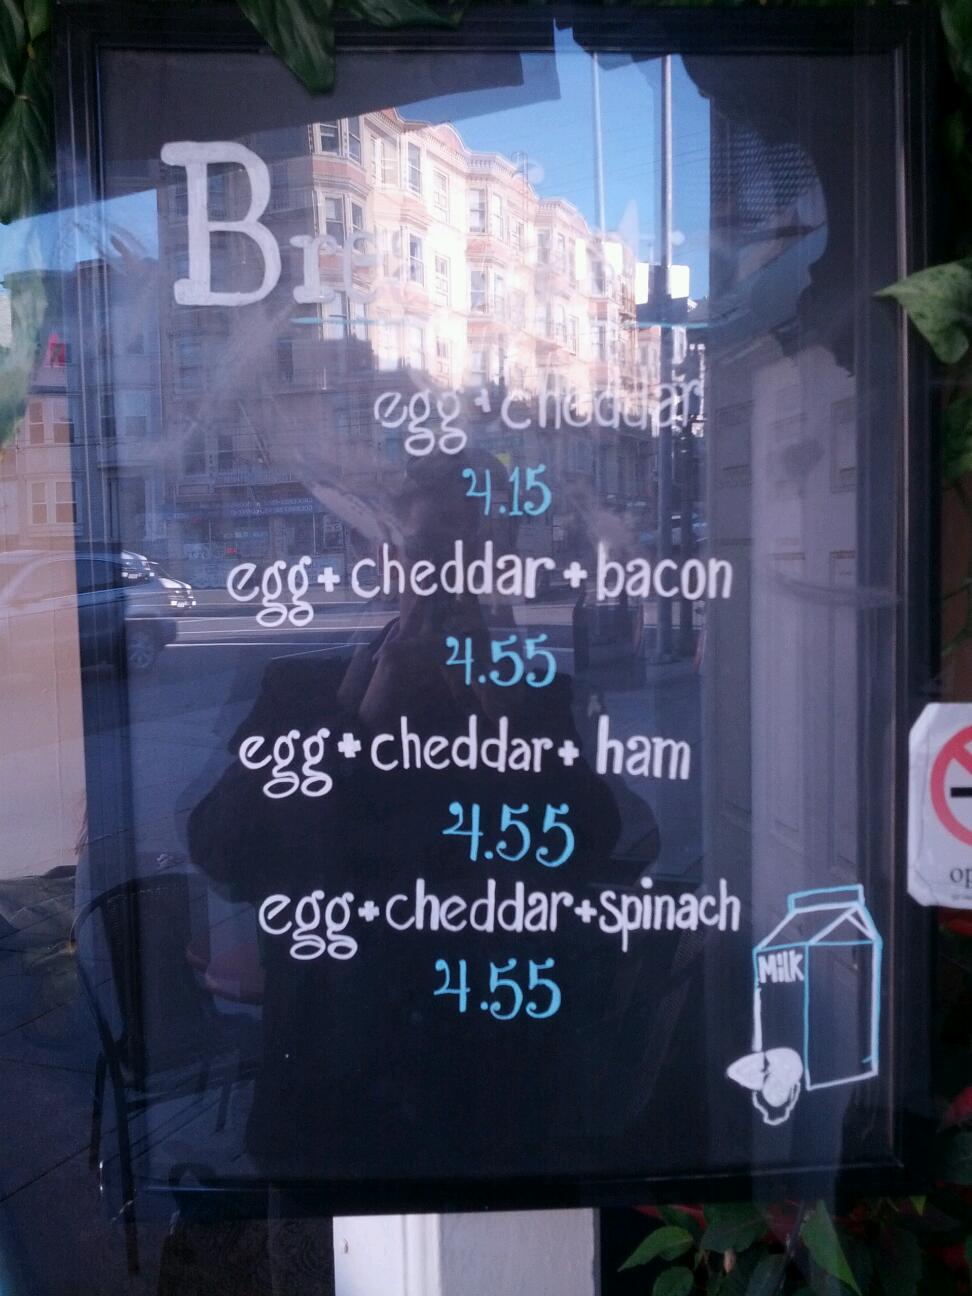 egg + cheddar
4.15
egg + cheddar + bacon
4.55
egg + cheddar + ham
4.55
egg + cheddar + spinach
4.55
Milk